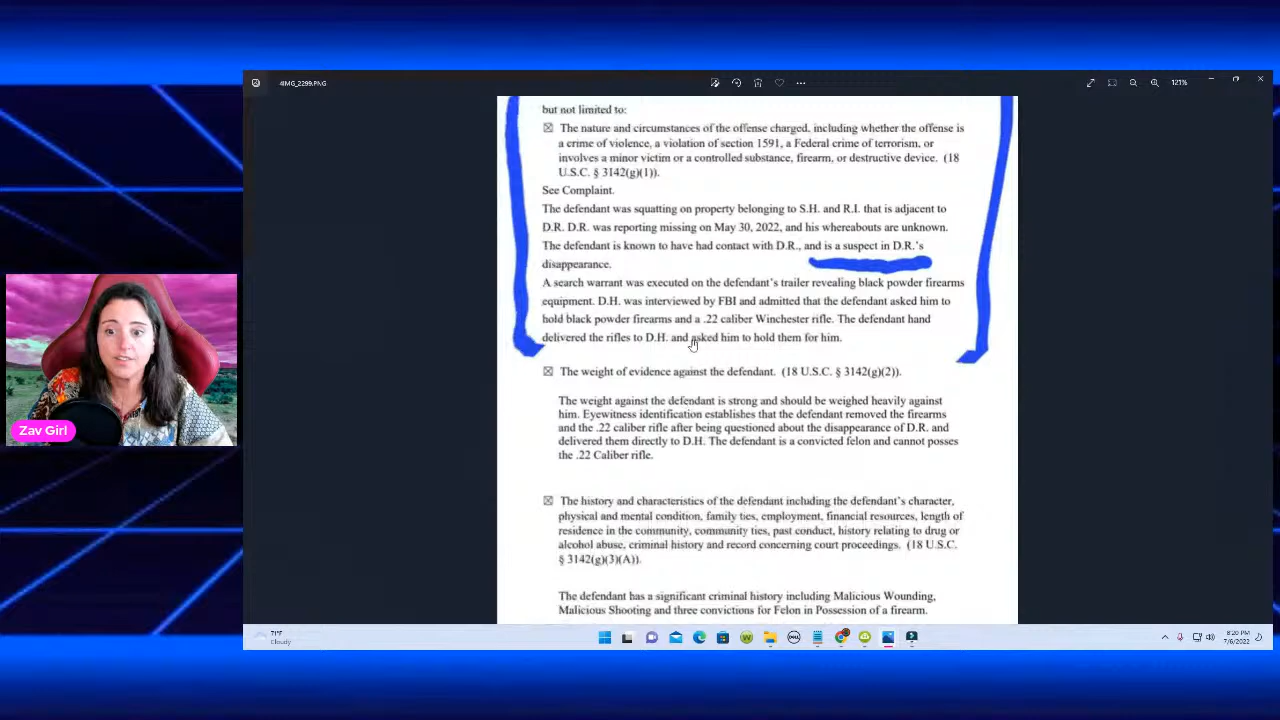 4IMG_2299.PNG
121%
but not limited to:
☒ The nature and circumstances of the offense charged, including whether the offense is
a crime of violence, a violation of section 1591, a Federal crime of terrorism, or
involves a minor victim or a controlled substance, firearm, or destructive device. (18
U.S.C. § 3142(g)(1)).
See Complaint.
The defendant was squatting on property belonging to S.H. and R.I. that is adjacent to
D.R. D.R. was reporting missing on May 30, 2022, and his whereabouts are unknown.
The defendant is known to have had contact with D.R., and is a suspect in D.R.'s
disappearance.
A search warrant was executed on the defendant's trailer revealing black powder firearms
equipment. D.H. was interviewed by FBI and admitted that the defendant asked him to
hold black powder firearms and a .22 caliber Winchester rifle. The defendant hand
delivered the rifles to D.H. and asked him to hold them for him.
☒ The weight of evidence against the defendant. (18 U.S.C. § 3142(g)(2)).
The weight against the defendant is strong and should be weighed heavily against
him. Eyewitness identification establishes that the defendant removed the firearms
and the .22 caliber rifle after being questioned about the disappearance of D.R. and
delivered them directly to D.H. The defendant is a convicted felon and cannot posses
the .22 Caliber rifle.
☒ The history and characteristics of the defendant including the defendant's character,
physical and mental condition, family ties, employment, financial resources, length of
residence in the community, community ties, past conduct, history relating to drug or
alcohol abuse, criminal history and record concerning court proceedings. (18 U.S.C.
§ 3142(g)(3)(A)).
The defendant has a significant criminal history including Malicious Wounding,
Malicious Shooting and three convictions for Felon in Possession of a firearm.
Zav Girl
71°F
Cloudy
DELL
8:20 PM
7/6/2022